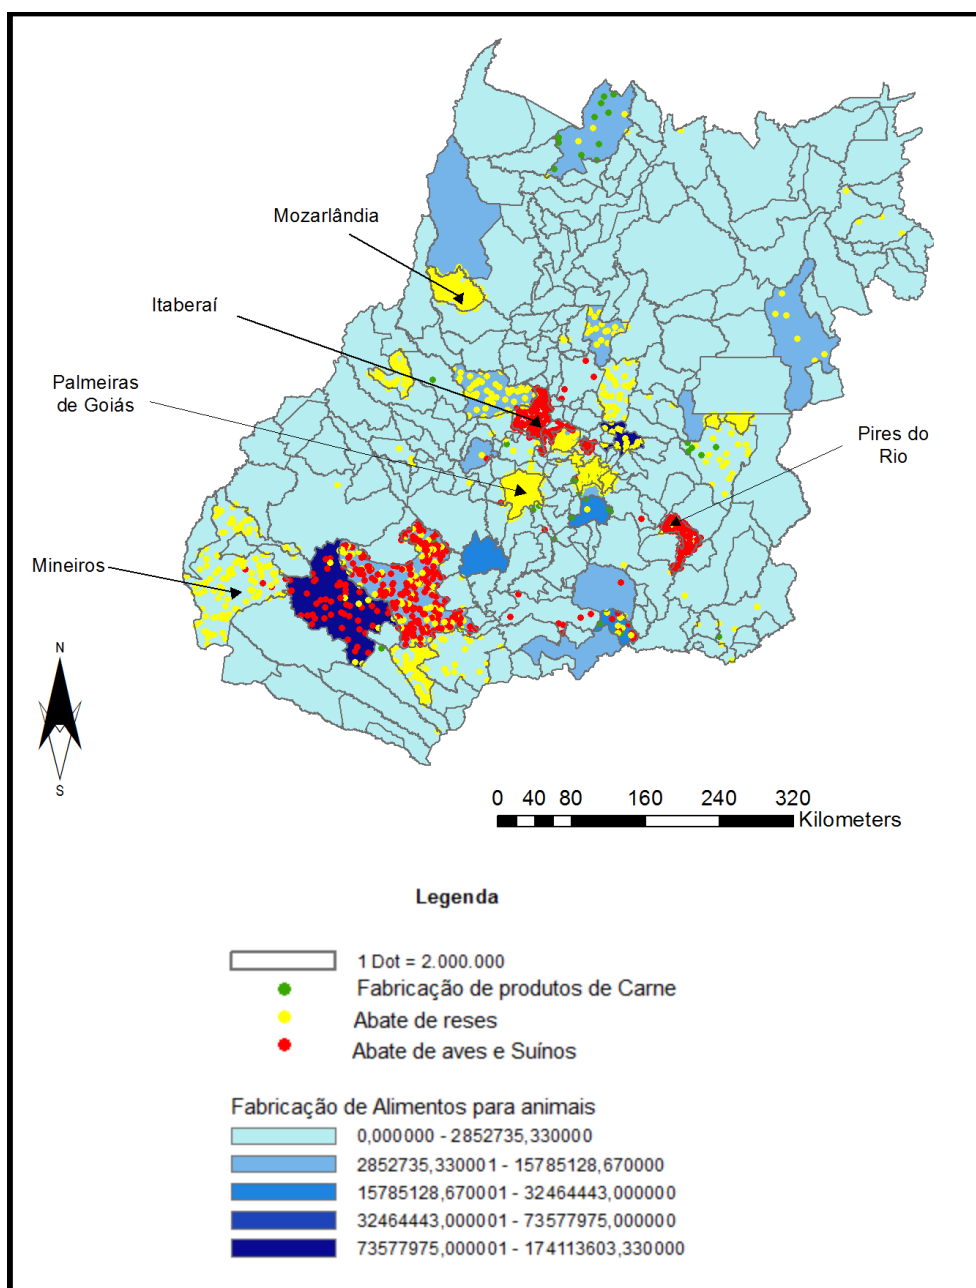 Mozarlândia
Itaberaí
Palmeiras
de Goiás
Pires do
Rio
Mineiros
N
S
0 40 80 160 240 320
Kilometers
Legenda
1 Dot = 2.000.000
Fabricação de produtos de Carne
Abate de reses
Abate de aves e Suínos
Fabricação de Alimentos para animais
0,000000 - 2852735,330000
2852735,330001 - 15785128,670000
15785128,670001 - 32464443,000000
32464443,000001 - 73577975,000000
73577975,000001 - 174113603,330000